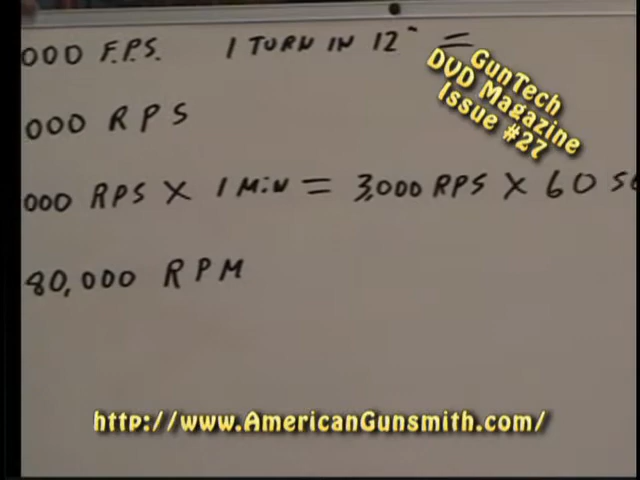 000 F.P.S. 1 TURN IN 12" =
GunTech
DVD Magazine
Issue #27
000 RPS
000 RPS X 1 MIN = 3,000 RPS X 60 S
80,000 RPM
http://www.AmericanGunsmith.com/